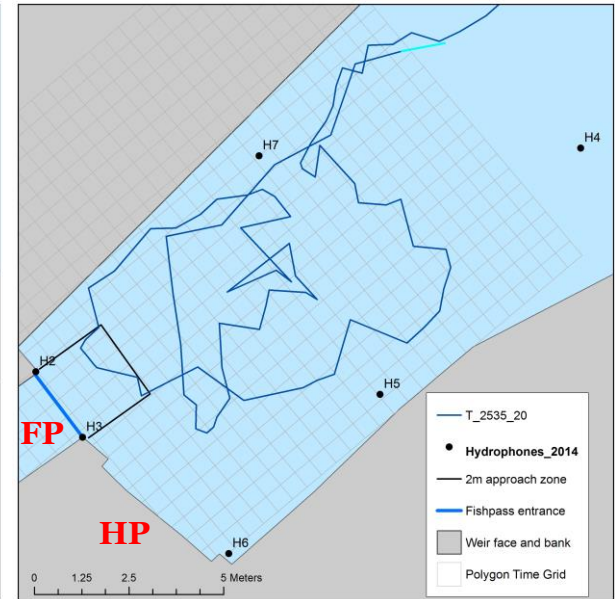 H7
H4
H2
H3
H5
H6
FP
HP
T_2535_20
Hydrophones_2014
2m approach zone
Fishpass entrance
Weir face and bank
Polygon Time Grid
0 1.25 2.5 5 Meters